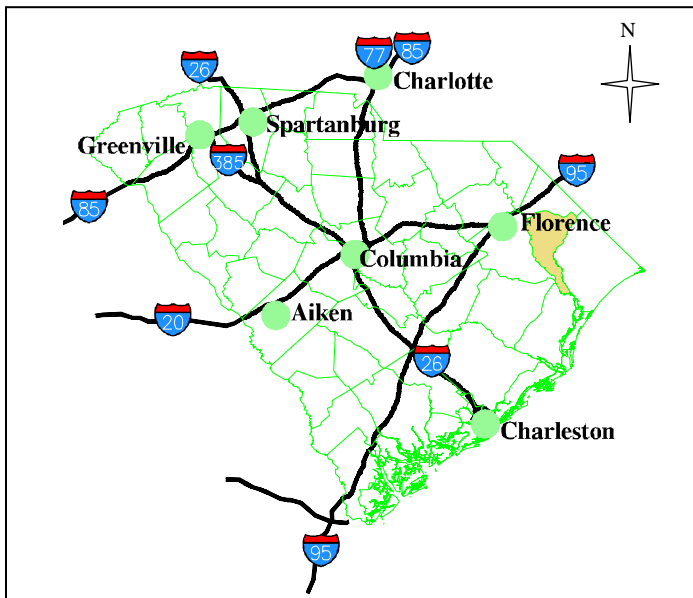 N
77
85
26
Charlotte
Spartanburg
Greenville
385
95
85
Florence
Columbia
Aiken
20
26
Charleston
95